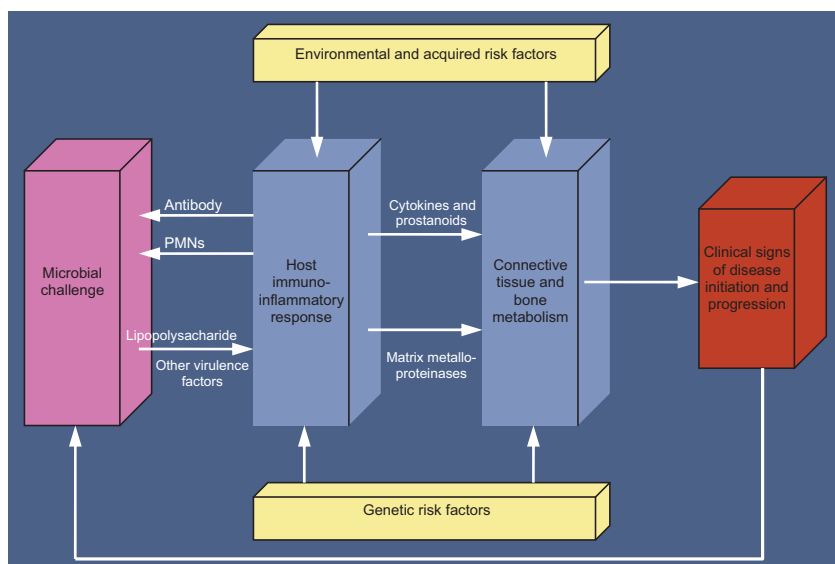 Environmental and acquired risk factors
Antibody
PMNs
Lipopolysacharide
Other virulence
factors
Microbial
challenge
Host
immuno-
inflammatory
response
Cytokines and
prostanoids
Matrix metallo-
proteinases
Connective
tissue and
bone
metabolism
Clinical signs
of disease
initiation and
progression
Genetic risk factors